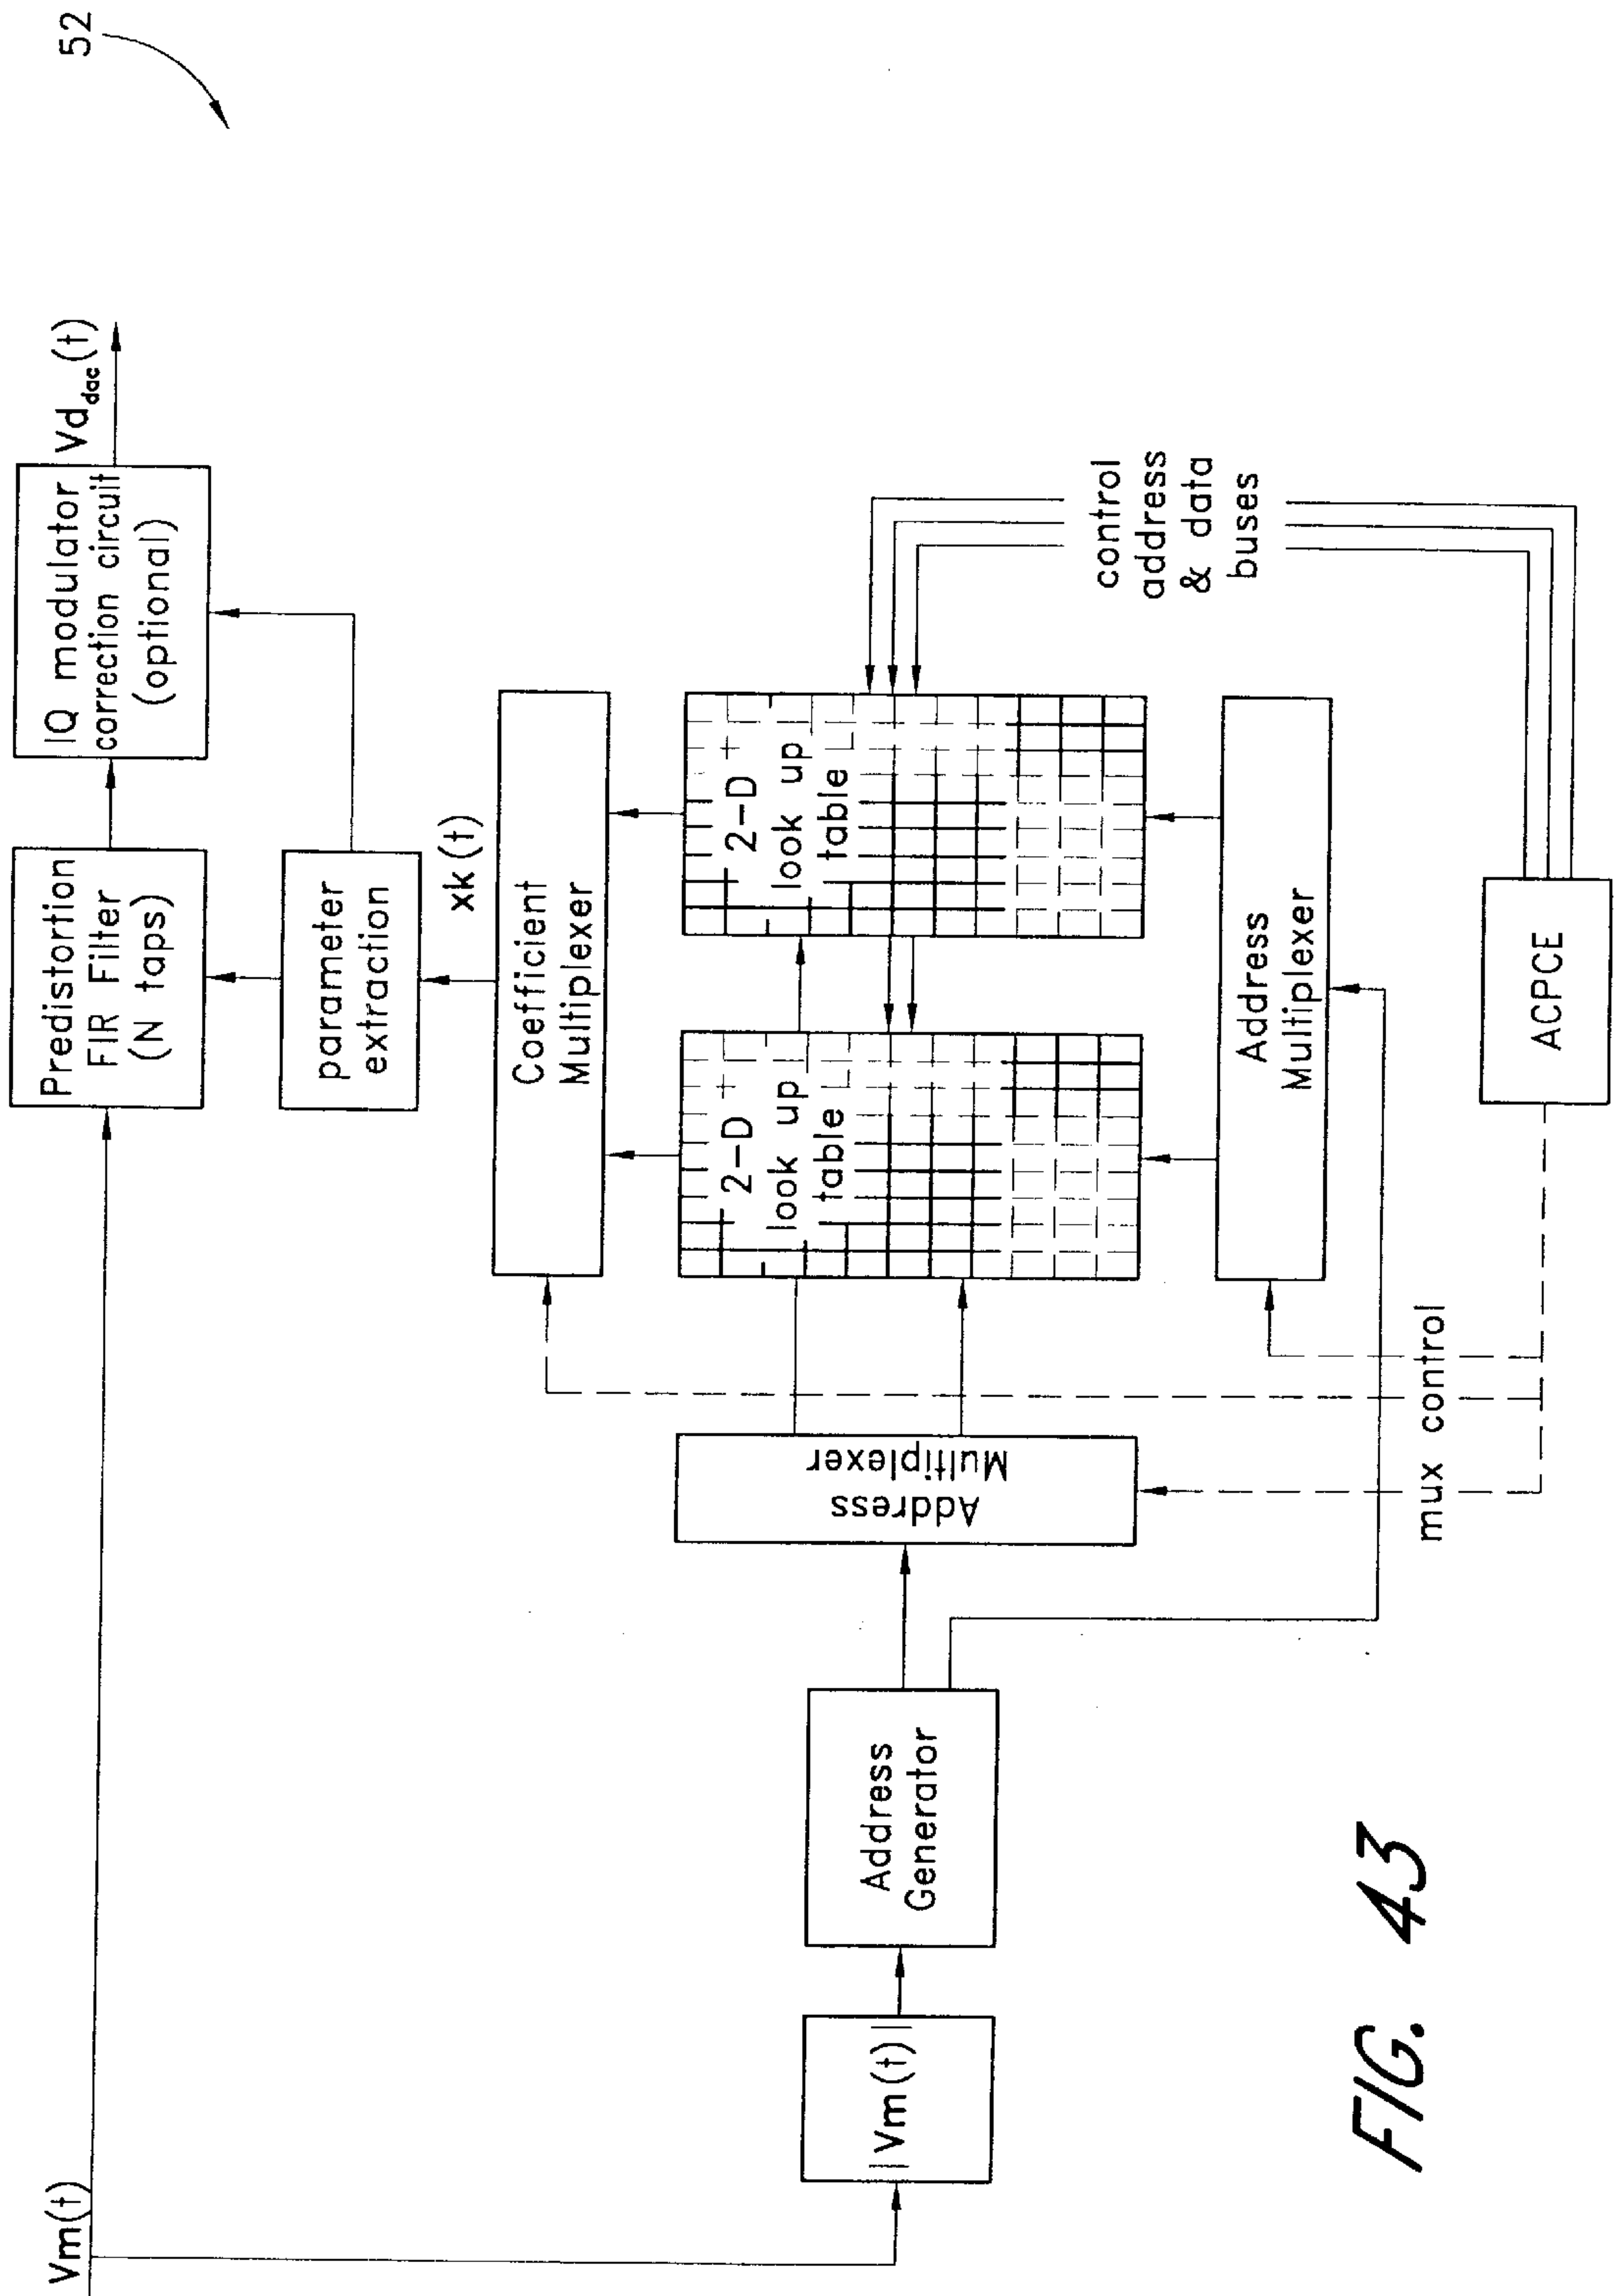 52
Vm(t)
Predistortion
FIR Filter
(N taps)
IQ modulator
correction circuit
(optional)
Vd_dac(t)
parameter
extraction
xk(t)
Coefficient
Multiplexer
2-D
look up
table
2-D
look up
table
|Vm(t)|
Address
Generator
Address
Multiplexer
Address
Multiplexer
control
address
& data
buses
mux control
ACPCE
FIG. 43